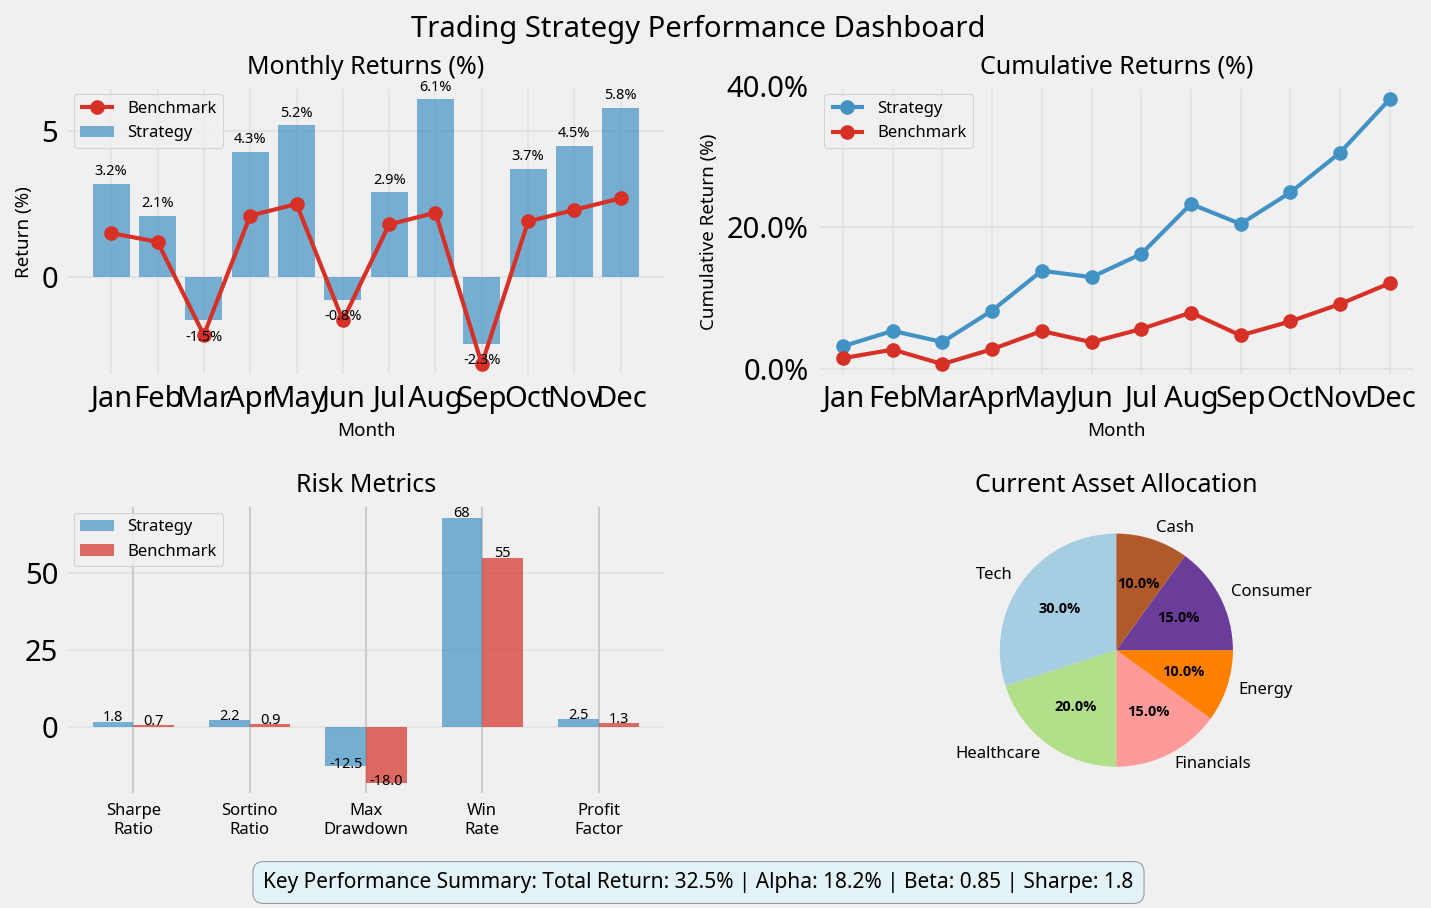 Trading Strategy Performance Dashboard
Monthly Returns (%)
Benchmark
Strategy
Return (%)
5
0
3.2%
2.1%
-1.5%
4.3%
5.2%
-0.8%
2.9%
6.1%
-2.3%
3.7%
4.5%
5.8%
Jan Feb Mar Apr May Jun Jul Aug Sep Oct Nov Dec
Month
Cumulative Returns (%)
Strategy
Benchmark
Cumulative Return (%)
40.0%
20.0%
0.0%
Jan Feb Mar Apr May Jun Jul Aug Sep Oct Nov Dec
Month
Risk Metrics
Strategy
Benchmark
50
25
0
1.8
0.7
2.2
0.9
-12.5
-18.0
68
55
2.5
1.3
Sharpe
Ratio
Sortino
Ratio
Max
Drawdown
Win
Rate
Profit
Factor
Current Asset Allocation
Cash
10.0%
Tech
30.0%
Consumer
15.0%
Energy
10.0%
Healthcare
20.0%
Financials
15.0%
Key Performance Summary: Total Return: 32.5% | Alpha: 18.2% | Beta: 0.85 | Sharpe: 1.8